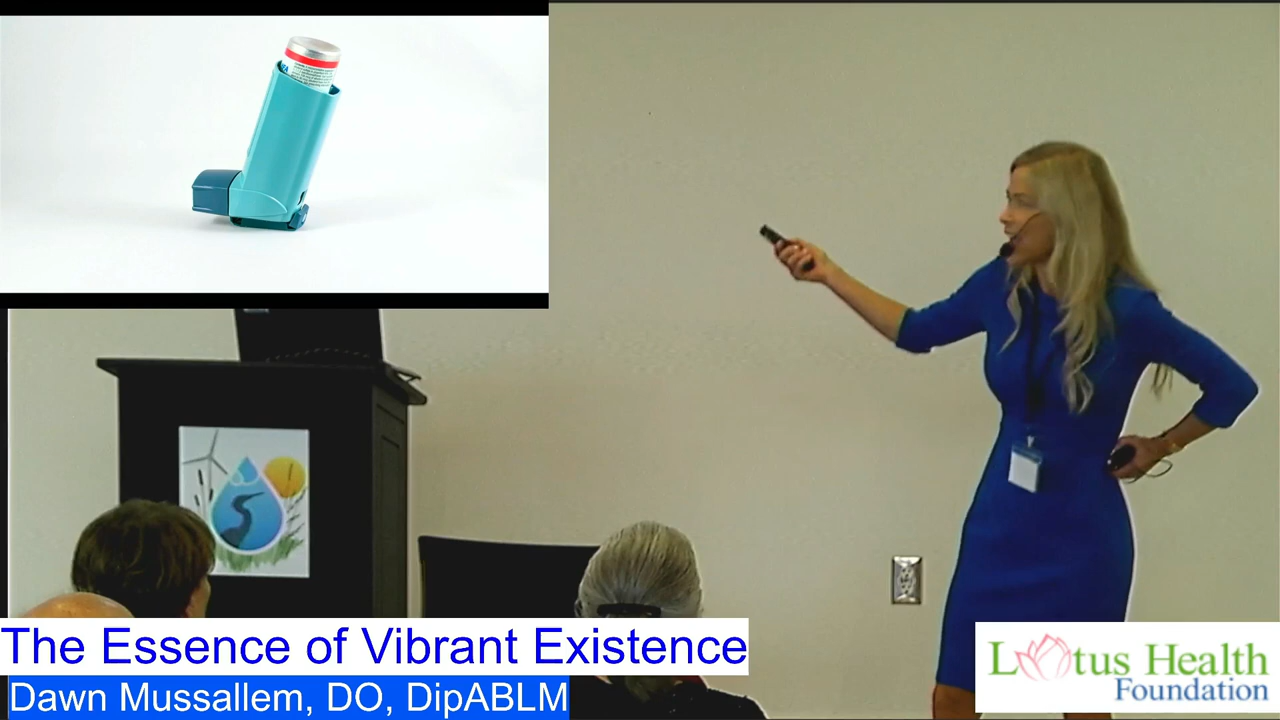 The Essence of Vibrant Existence
Dawn Mussallem, DO, DipABLM
Lotus Health
Foundation